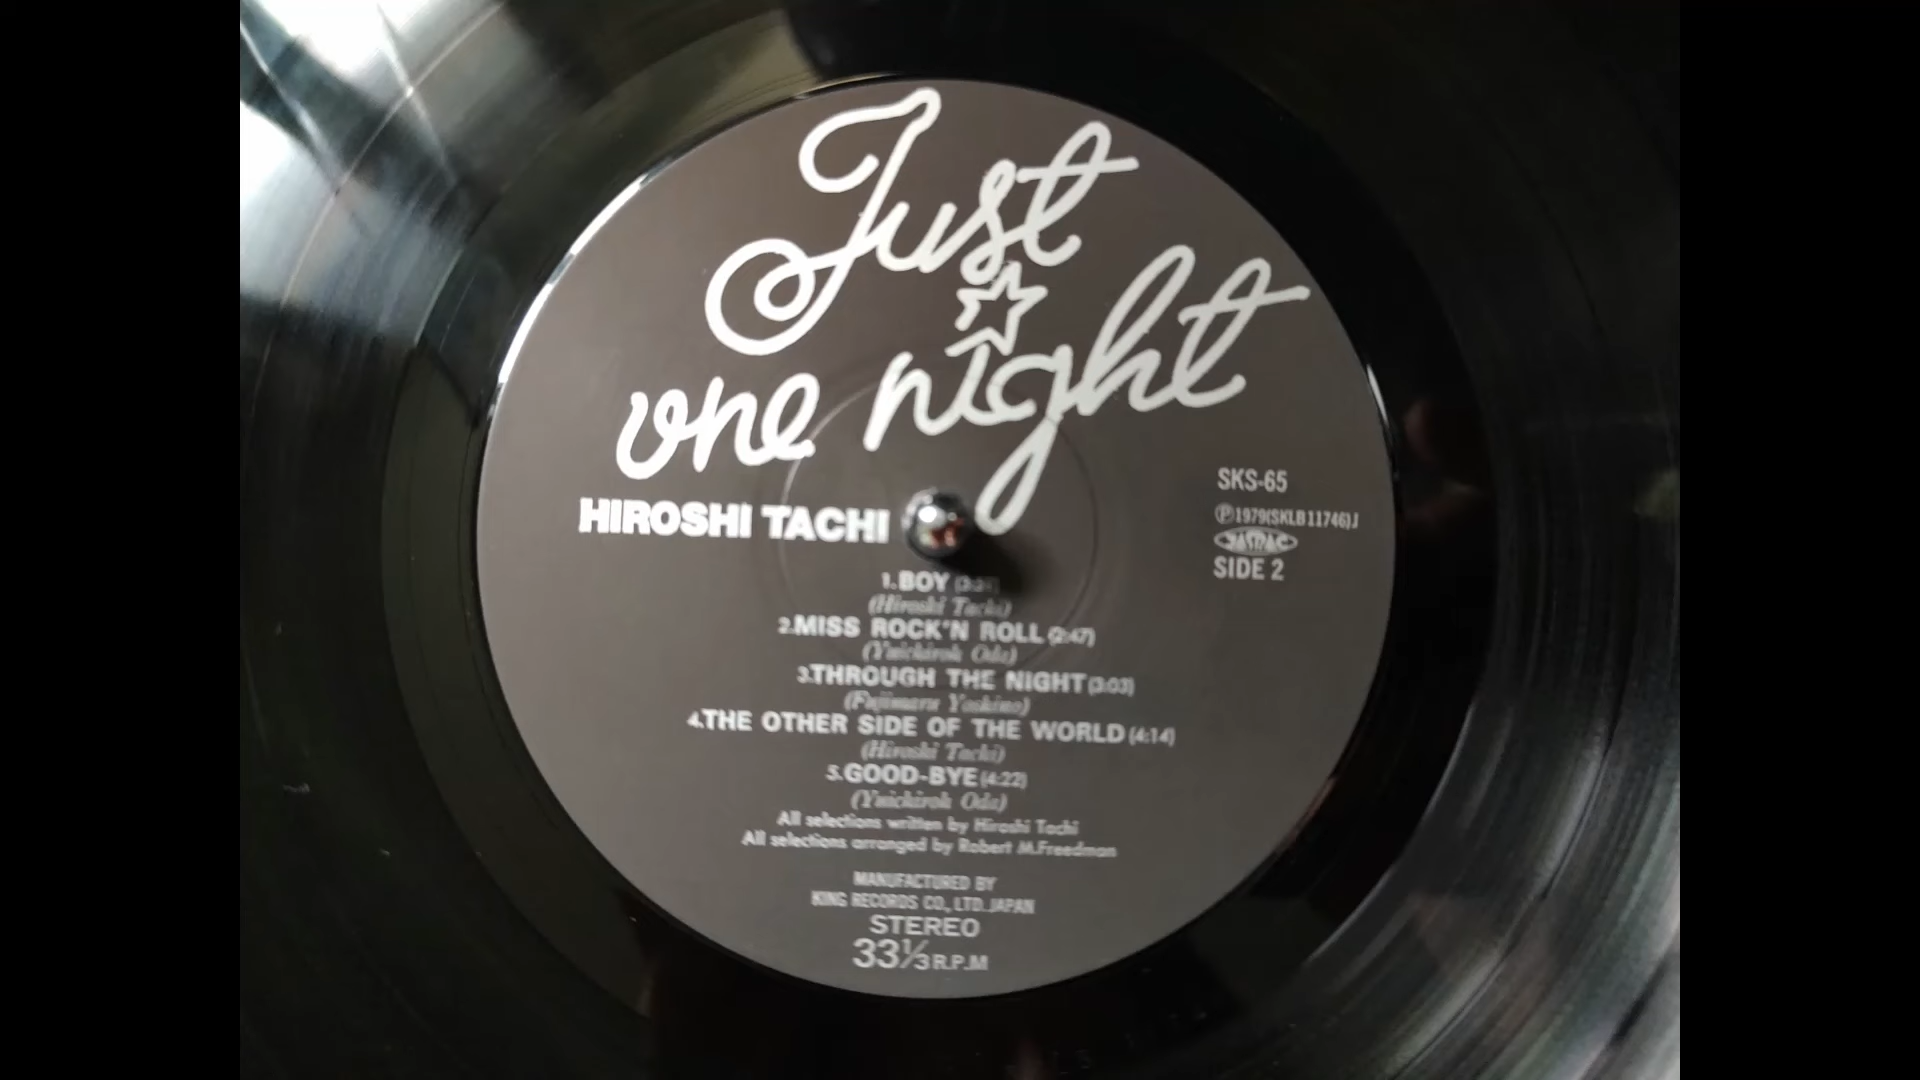 Just
one night
HIROSHI TACHI
SKS-65
Ⓟ1979(SKLB11746)J
JASRAC
SIDE 2
1.BOY
(Hiroshi Tachi)
2.MISS ROCK'N ROLL (2:47)
(Yuichiroh Oda)
3.THROUGH THE NIGHT (3:03)
(Fujimaru Yoshino)
4.THE OTHER SIDE OF THE WORLD (4:14)
(Hiroshi Tachi)
5.GOOD-BYE (4:22)
(Yuichiroh Oda)
All selections written by Hiroshi Tachi
All selections arranged by Robert M.Freedman
MANUFACTURED BY
KING RECORDS CO., LTD. JAPAN
STEREO
33⅓ R.P.M